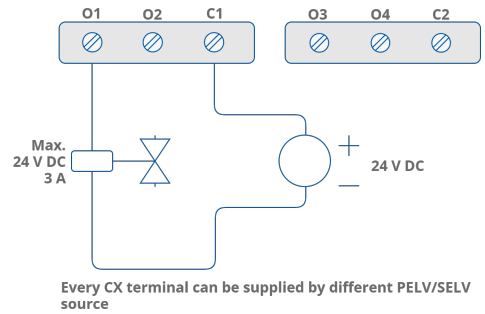 O1 O2 C1 O3 O4 C2
Max.
24 V DC
3 A
24 V DC
Every CX terminal can be supplied by different PELV/SELV
source